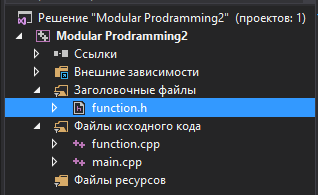 Решение "Modular Prodramming2" (проектов: 1)
Modular Prodramming2
Ссылки
Внешние зависимости
Заголовочные файлы
function.h
Файлы исходного кода
function.cpp
main.cpp
Файлы ресурсов